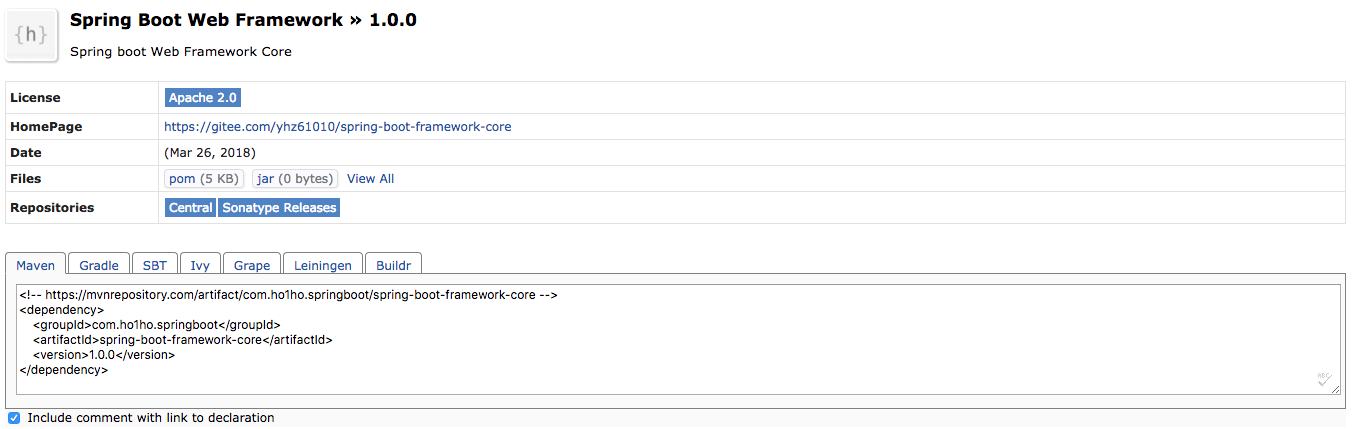 {h}
Spring Boot Web Framework » 1.0.0
Spring boot Web Framework Core
License Apache 2.0
HomePage https://gitee.com/yhz61010/spring-boot-framework-core
Date (Mar 26, 2018)
Files pom (5 KB) jar (0 bytes) View All
Repositories Central Sonatype Releases
Maven Gradle SBT Ivy Grape Leiningen Buildr
<!-- https://mvnrepository.com/artifact/com.ho1ho.springboot/spring-boot-framework-core -->
<dependency>
    <groupId>com.ho1ho.springboot</groupId>
    <artifactId>spring-boot-framework-core</artifactId>
    <version>1.0.0</version>
</dependency>
ABC
Include comment with link to declaration